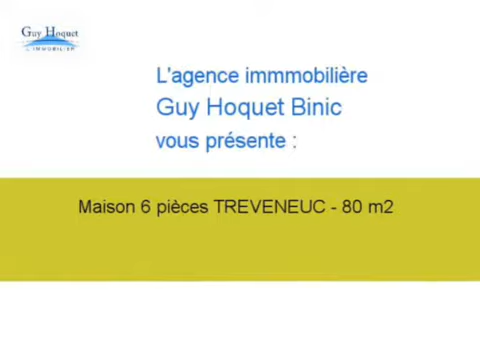 Guy Hoquet
L'IMMOBILIER
L'agence immmobilière
Guy Hoquet Binic
vous présente :
Maison 6 pièces TREVENEUC - 80 m2